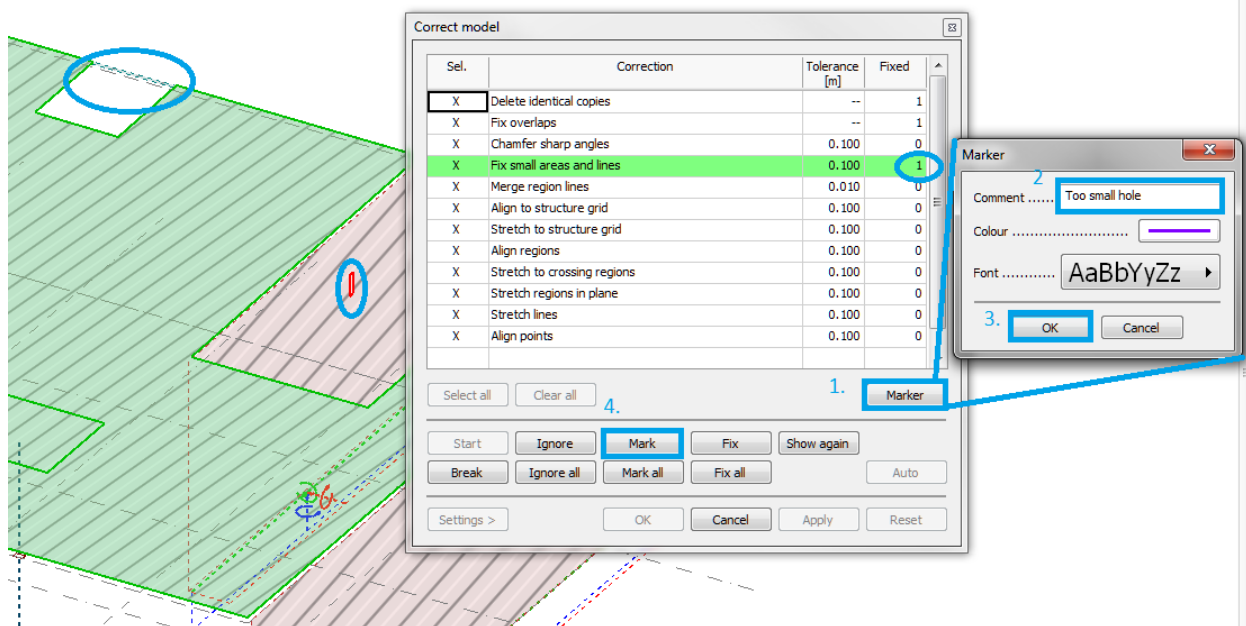 Correct model
Sel. Correction Tolerance [m] Fixed
X Delete identical copies -- 1
X Fix overlaps -- 1
X Chamfer sharp angles 0.100 0
X Fix small areas and lines 0.100 1
X Merge region lines 0.010 0
X Align to structure grid 0.100 0
X Stretch to structure grid 0.100 0
X Align regions 0.100 0
X Stretch to crossing regions 0.100 0
X Stretch regions in plane 0.100 0
X Stretch lines 0.100 0
X Align points 0.100 0
Select all Clear all 1. Marker
4.
Start Ignore Mark Fix Show again
Break Ignore all Mark all Fix all Auto
Settings > OK Cancel Apply Reset
Marker
2
Comment ...... Too small hole
Colour ..........................
Font ............ AaBbYyZz
3. OK Cancel